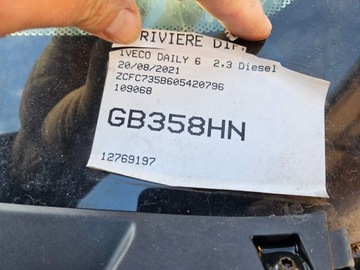 RIVIERE DIF
IVECO DAILY 6 2.3 Diesel
20/08/2021
ZCFC735B605420796
109068
GB358HN
12769197